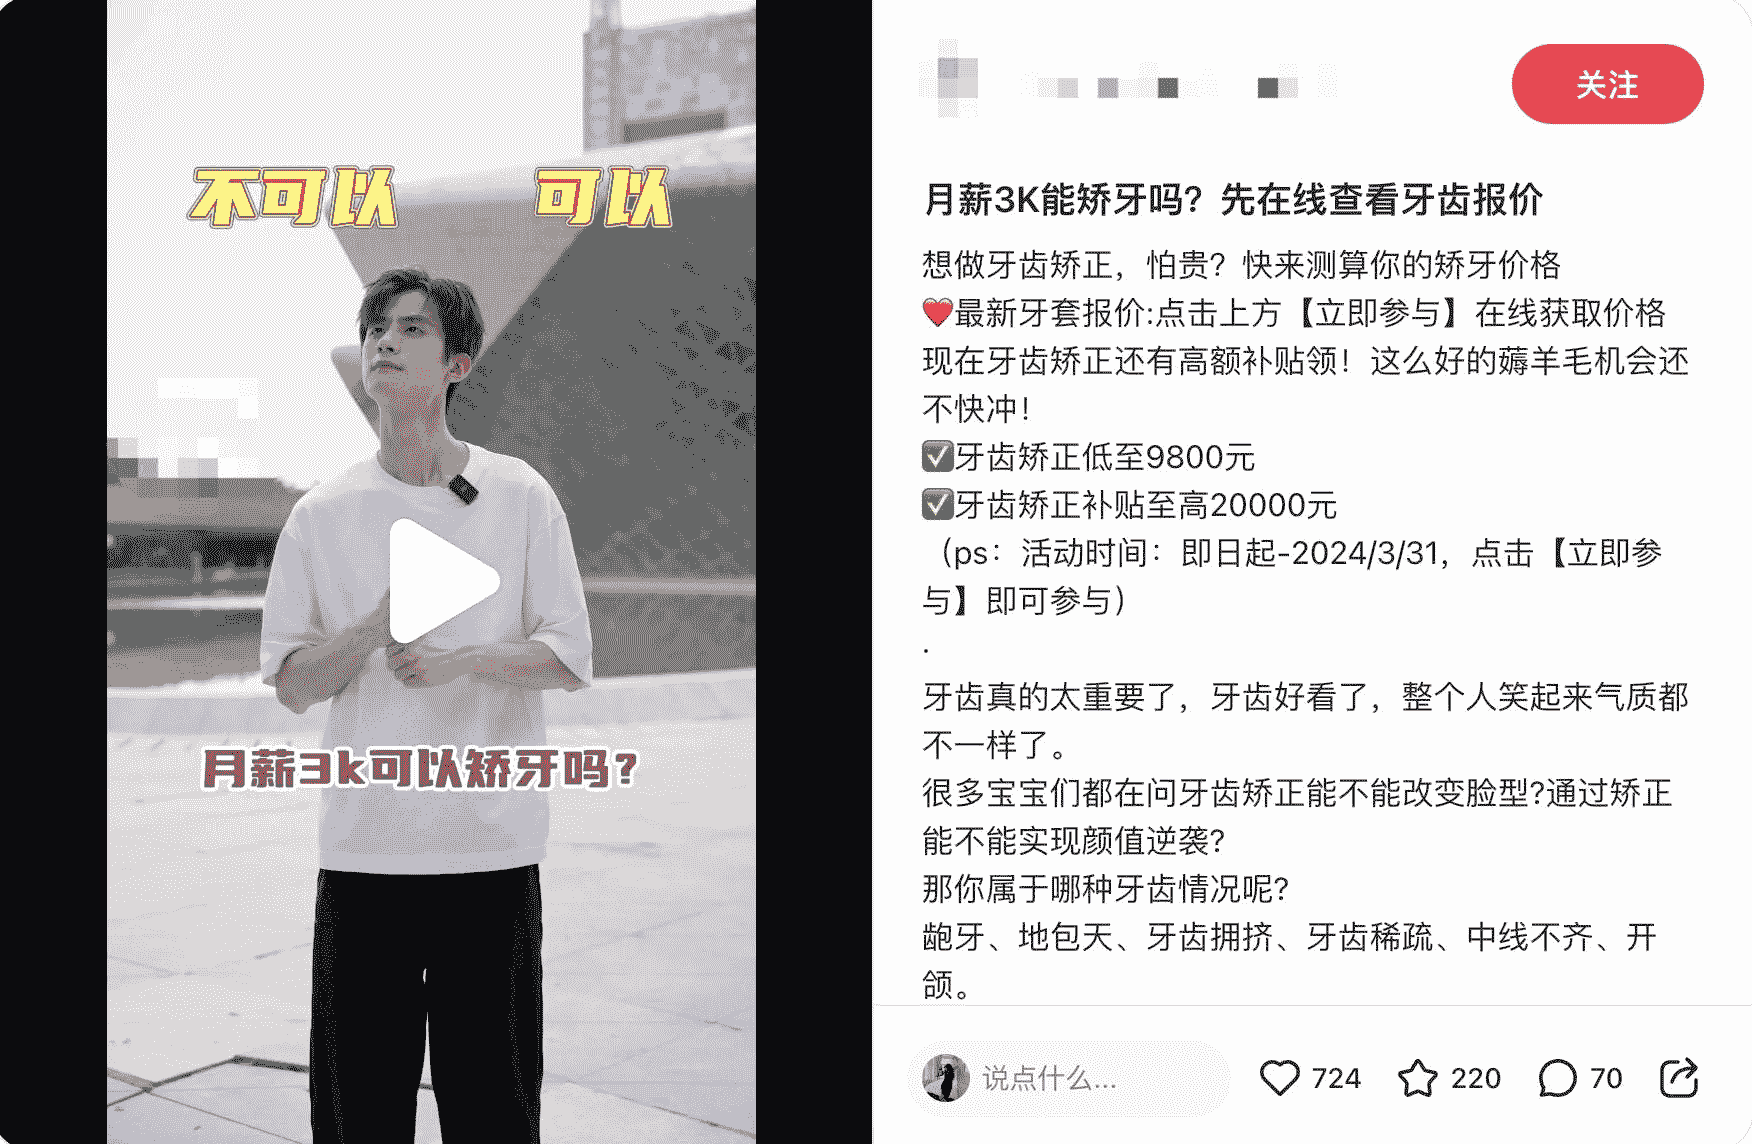 不可以
可以
月薪3k可以矫牙吗？
关注
月薪3K能矫牙吗？先在线查看牙齿报价
想做牙齿矫正，怕贵？快来测算你的矫牙价格
❤️最新牙套报价:点击上方【立即参与】在线获取价格
现在牙齿矫正还有高额补贴领！这么好的薅羊毛机会还
不快冲！
☑️牙齿矫正低至9800元
☑️牙齿矫正补贴至高20000元
（ps：活动时间：即日起-2024/3/31，点击【立即参
与】即可参与）
.
牙齿真的太重要了，牙齿好看了，整个人笑起来气质都
不一样了。
很多宝宝们都在问牙齿矫正能不能改变脸型?通过矫正
能不能实现颜值逆袭?
那你属于哪种牙齿情况呢?
龅牙、地包天、牙齿拥挤、牙齿稀疏、中线不齐、开
颌。
说点什么...
724
220
70